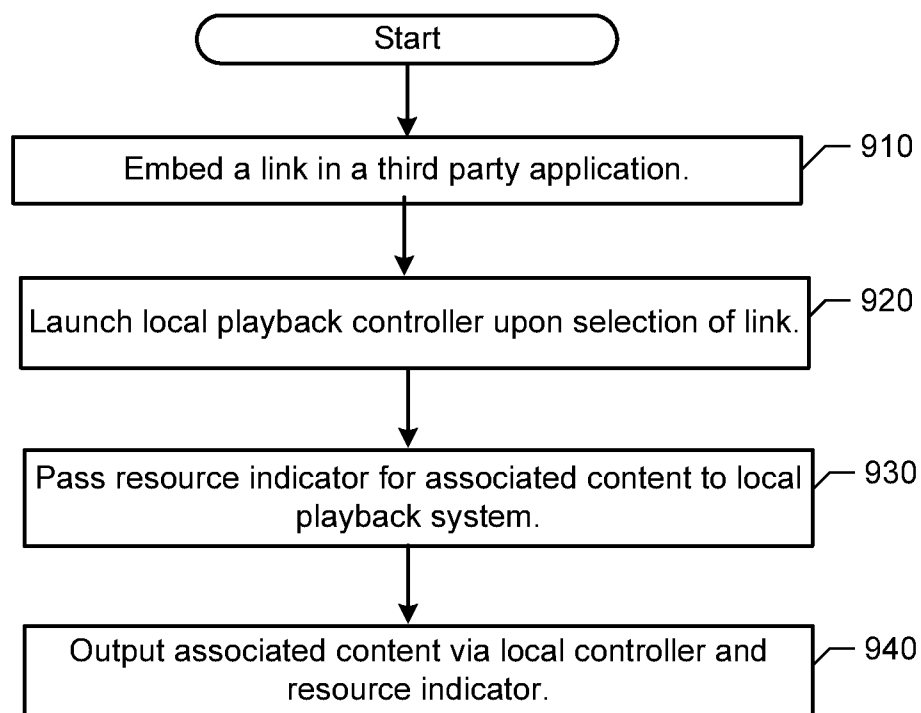 Start
Embed a link in a third party application.
910
Launch local playback controller upon selection of link.
920
Pass resource indicator for associated content to local
playback system.
930
Output associated content via local controller and
resource indicator.
940